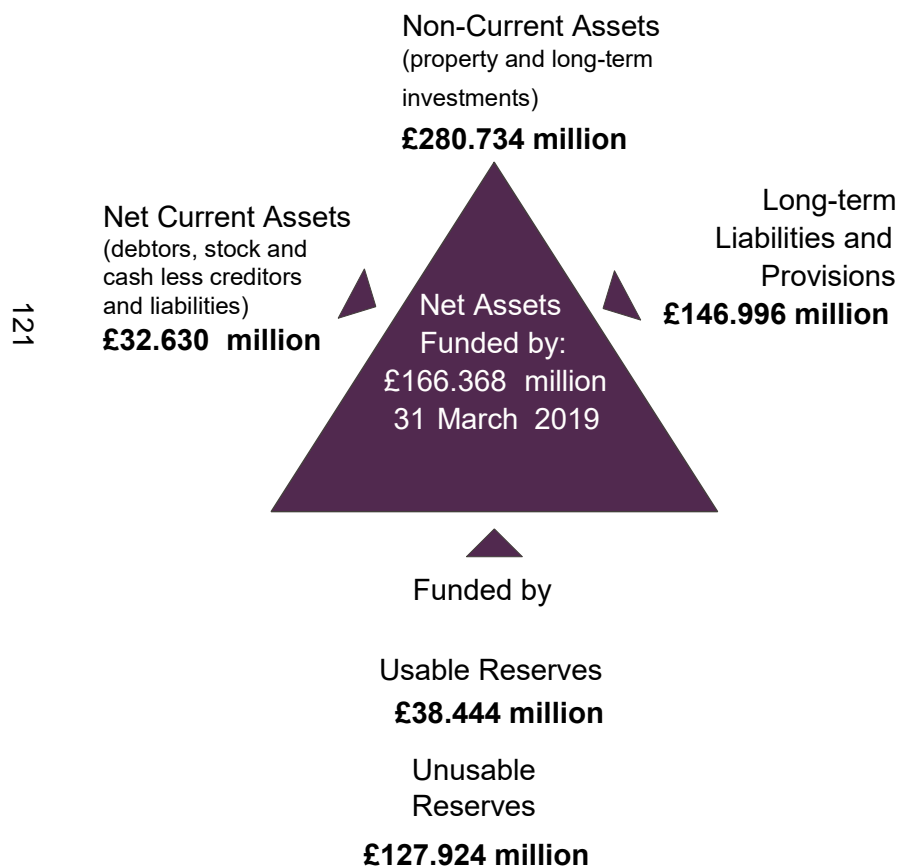 Non-Current Assets
(property and long-term
investments)
£280.734 million
Net Current Assets
(debtors, stock and
cash less creditors
and liabilities)
£32.630 million
Long-term
Liabilities and
Provisions
£146.996 million
Net Assets
Funded by:
£166.368 million
31 March 2019
Funded by
Usable Reserves
£38.444 million
Unusable
Reserves
£127.924 million
121